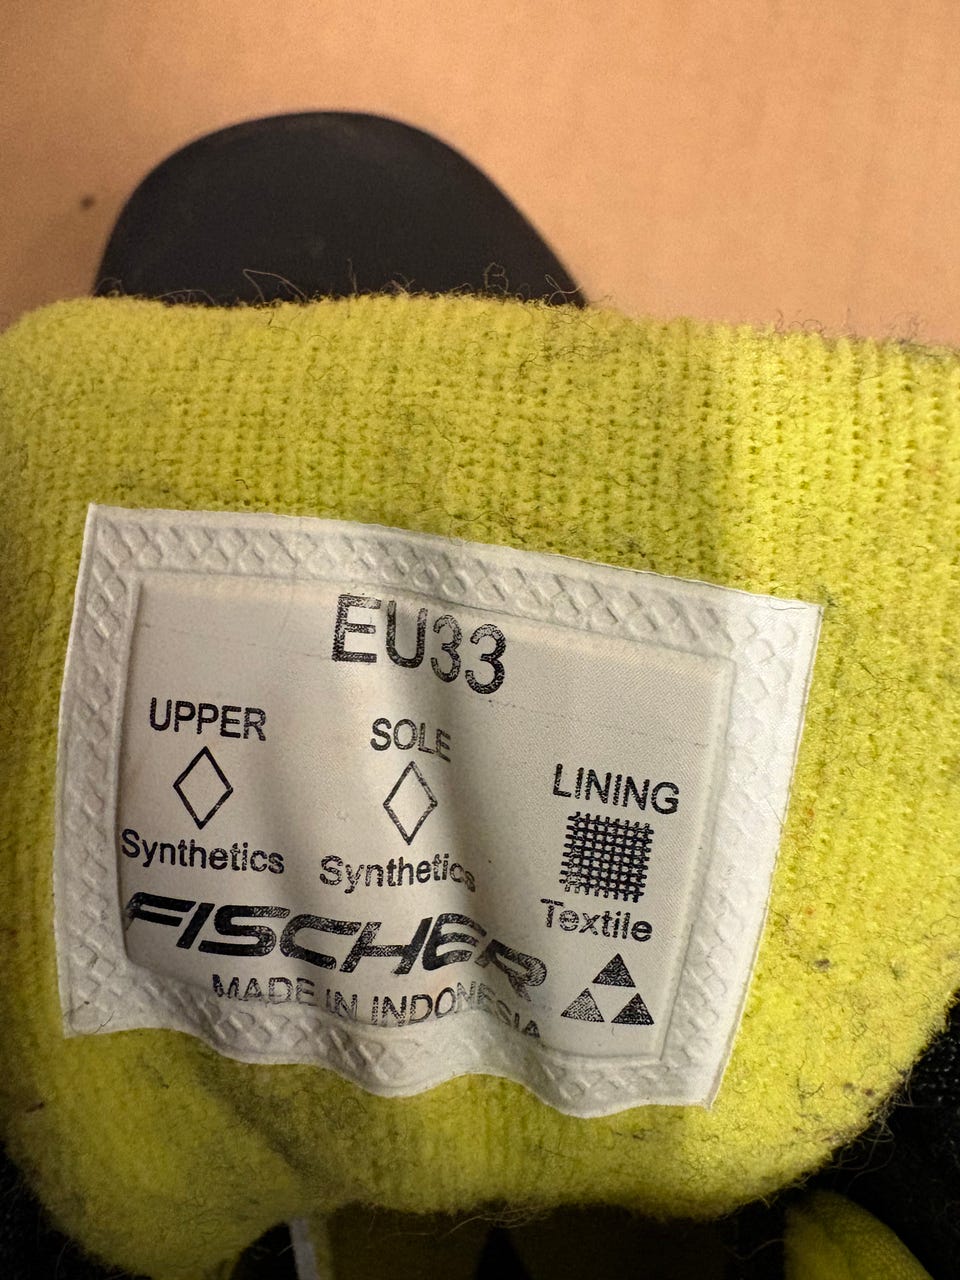 EU33
UPPER SOLE LINING
Synthetics Synthetics Textile
FISCHER
MADE IN INDONESIA